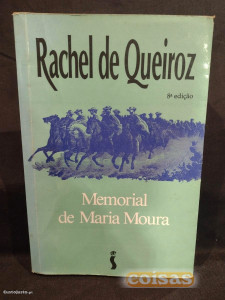 Rachel de Queiroz
8ª edição
Memorial
de Maria Moura
S
coisas